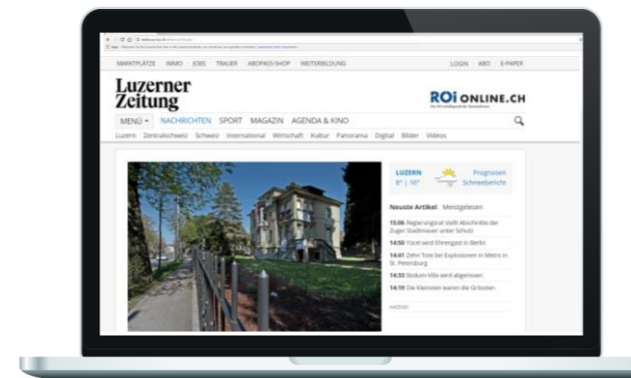 MARKTPLÄTZE IMMO JOBS TRAUER ABOPASS-SHOP WEITERBILDUNG LOGIN ABO E-PAPER
Luzerner
Zeitung
ROi ONLINE.CH
MENÜ NACHRICHTEN SPORT MAGAZIN AGENDA & KINO
Luzern Zentralschweiz Schweiz International Wirtschaft Kultur Panorama Digital Bilder Videos
LUZERN Prognosen
8° | 16° Schneebericht
Neuste Artikel Meistgelesen
15:06 Regierungsrat stellt Abschnitte der
Zuger Stadtmauer unter Schutz
14:50 Yücel wird Ehrengast in Berlin
14:41 Zehn Tote bei Explosionen in Metro in
St. Petersburg
14:33 Bodum-Villa wird abgerissen
14:19 Die Kleinsten waren die Grössten
ANZEIGE: